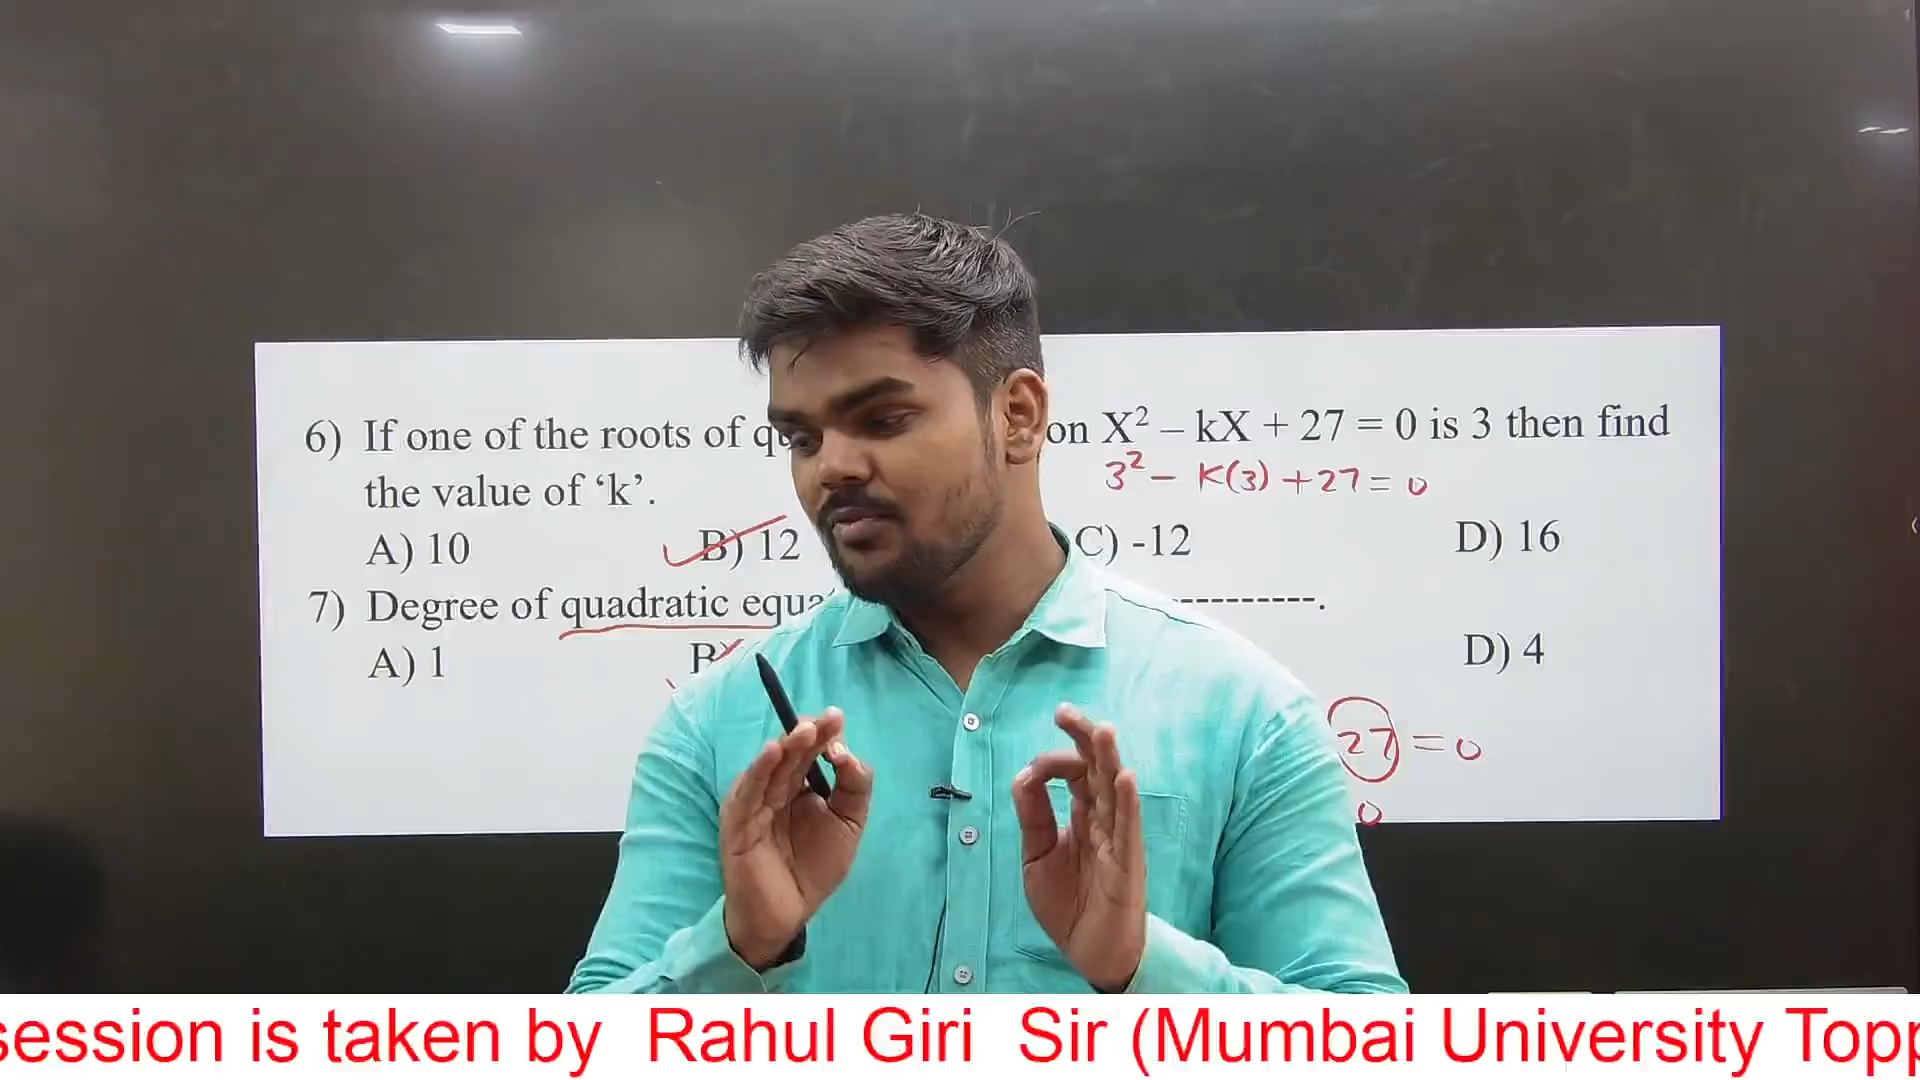 6) If one of the roots of on X² – kX + 27 = 0 is 3 then find
3² – K(3) + 27 = 0
the value of ‘k’.
A) 10 B) 12 C) -12 D) 16
7) Degree of quadratic ------------.
A) 1 B) D) 4
27 = 0
0
session is taken by Rahul Giri Sir (Mumbai University